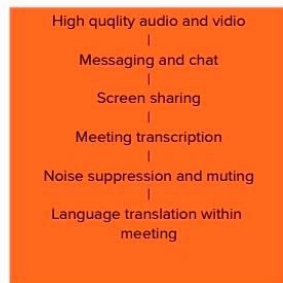 High quqlity audio and vidio
|
Messaging and chat
|
Screen sharing
|
Meeting transcription
|
Noise suppression and muting
|
Language translation within
meeting